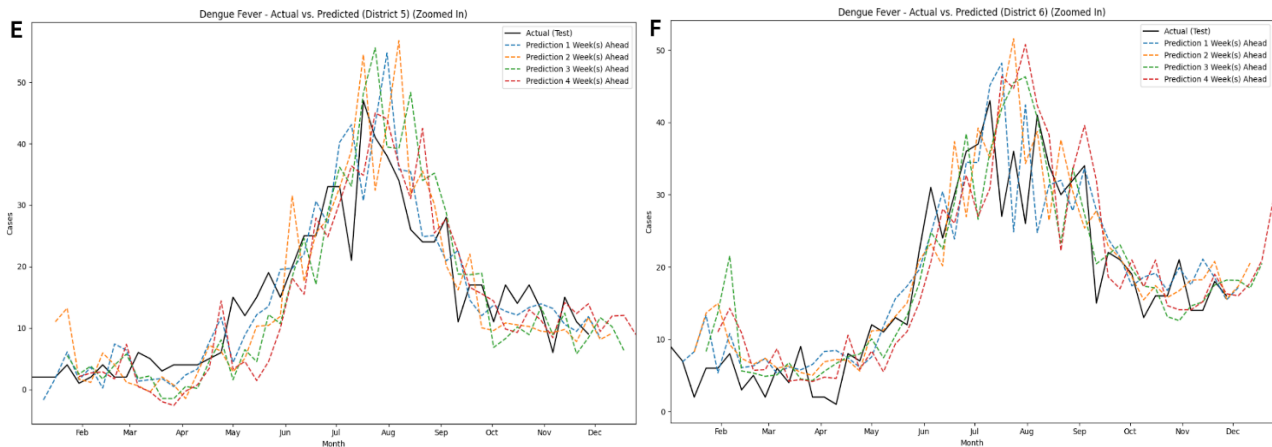 E
Dengue Fever - Actual vs. Predicted (District 5) (Zoomed In)
Actual (Test)
Prediction 1 Week(s) Ahead
Prediction 2 Week(s) Ahead
Prediction 3 Week(s) Ahead
Prediction 4 Week(s) Ahead
50
40
30
20
10
0
Cases
Feb Mar Apr May Jun Jul Aug Sep Oct Nov Dec
Month
F
Dengue Fever - Actual vs. Predicted (District 6) (Zoomed In)
Actual (Test)
Prediction 1 Week(s) Ahead
Prediction 2 Week(s) Ahead
Prediction 3 Week(s) Ahead
Prediction 4 Week(s) Ahead
50
40
30
20
10
0
Cases
Feb Mar Apr May Jun Jul Aug Sep Oct Nov Dec
Month